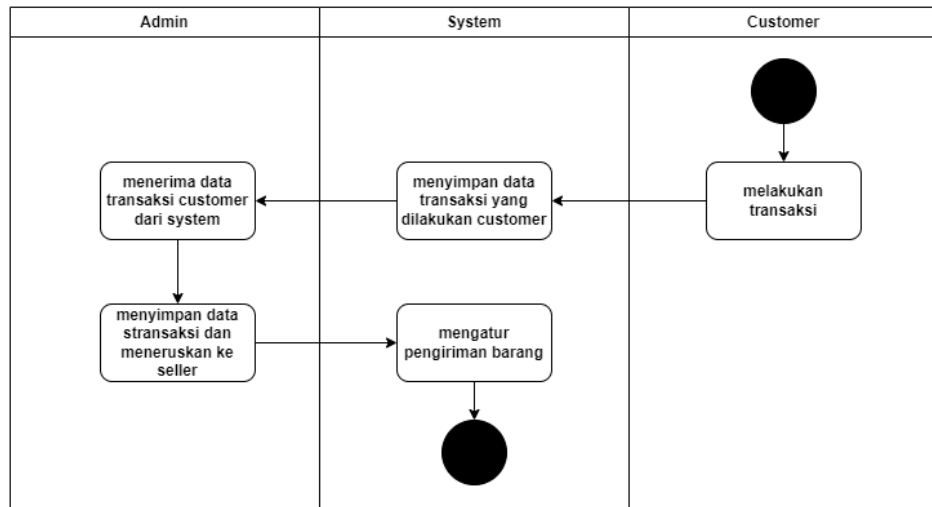 Admin
System
Customer
menerima data
transaksi customer
dari system
menyimpan data
transaksi yang
dilakukan customer
melakukan
transaksi
menyimpan data
stransaksi dan
meneruskan ke
seller
mengatur
pengiriman barang